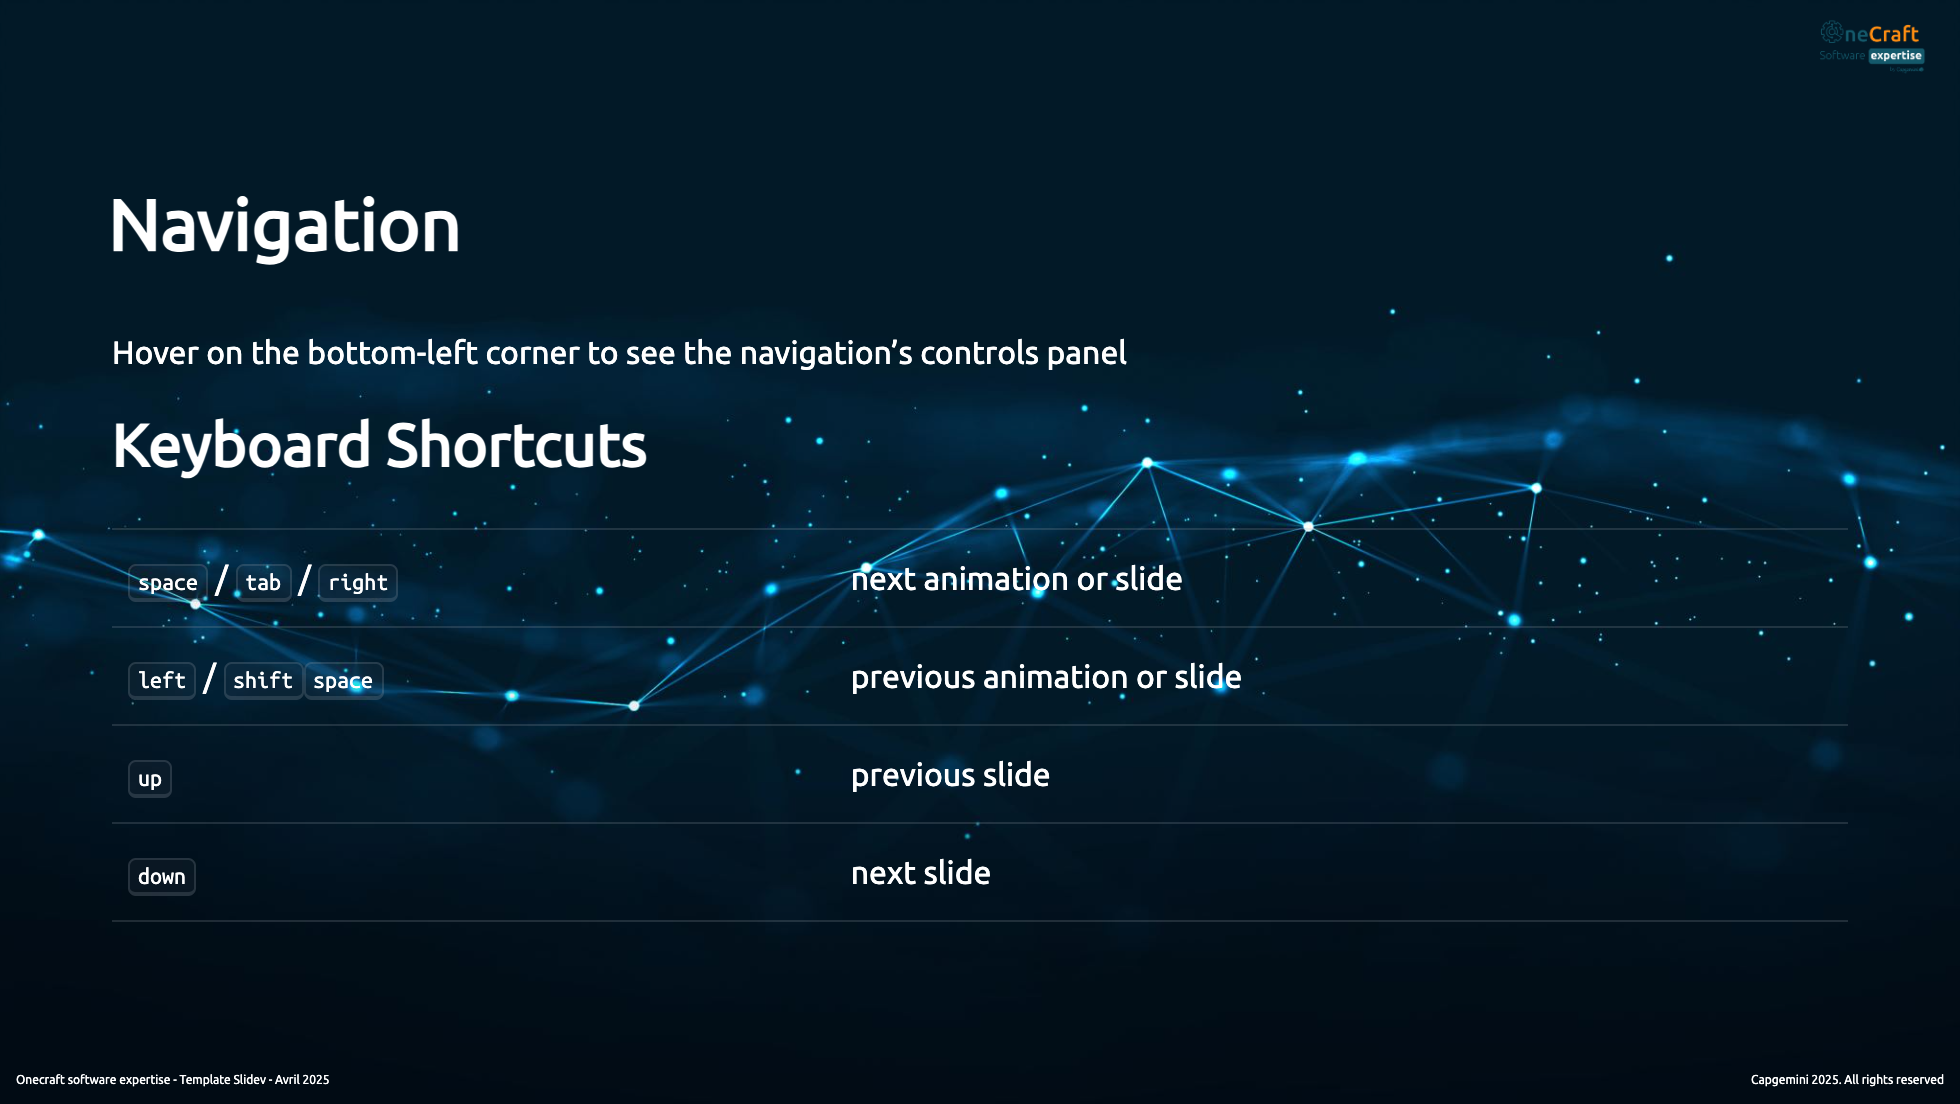 neCraft
Software expertise
Navigation
Hover on the bottom-left corner to see the navigation’s controls panel
Keyboard Shortcuts
space / tab / right next animation or slide
left / shift space previous animation or slide
up previous slide
down next slide
Onecraft software expertise - Template Slidev - Avril 2025
Capgemini 2025. All rights reserved